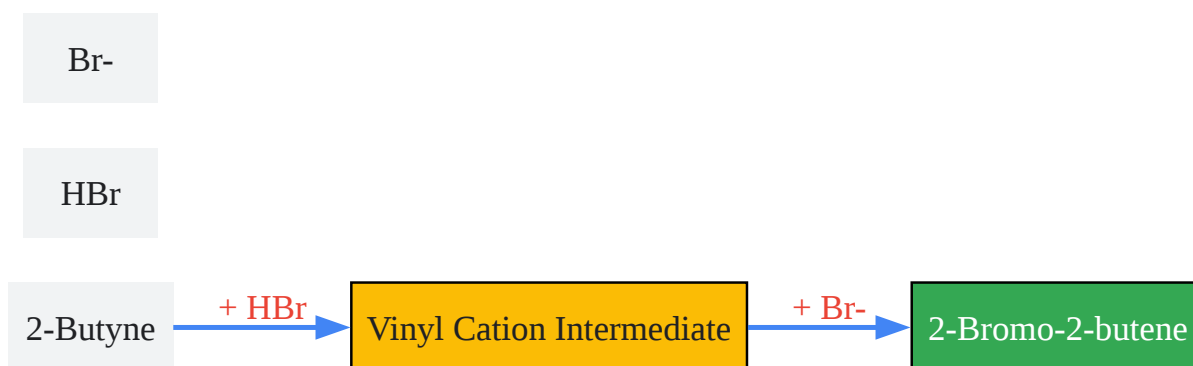 Br-
HBr
2-Butyne
+ HBr
Vinyl Cation Intermediate
+ Br-
2-Bromo-2-butene